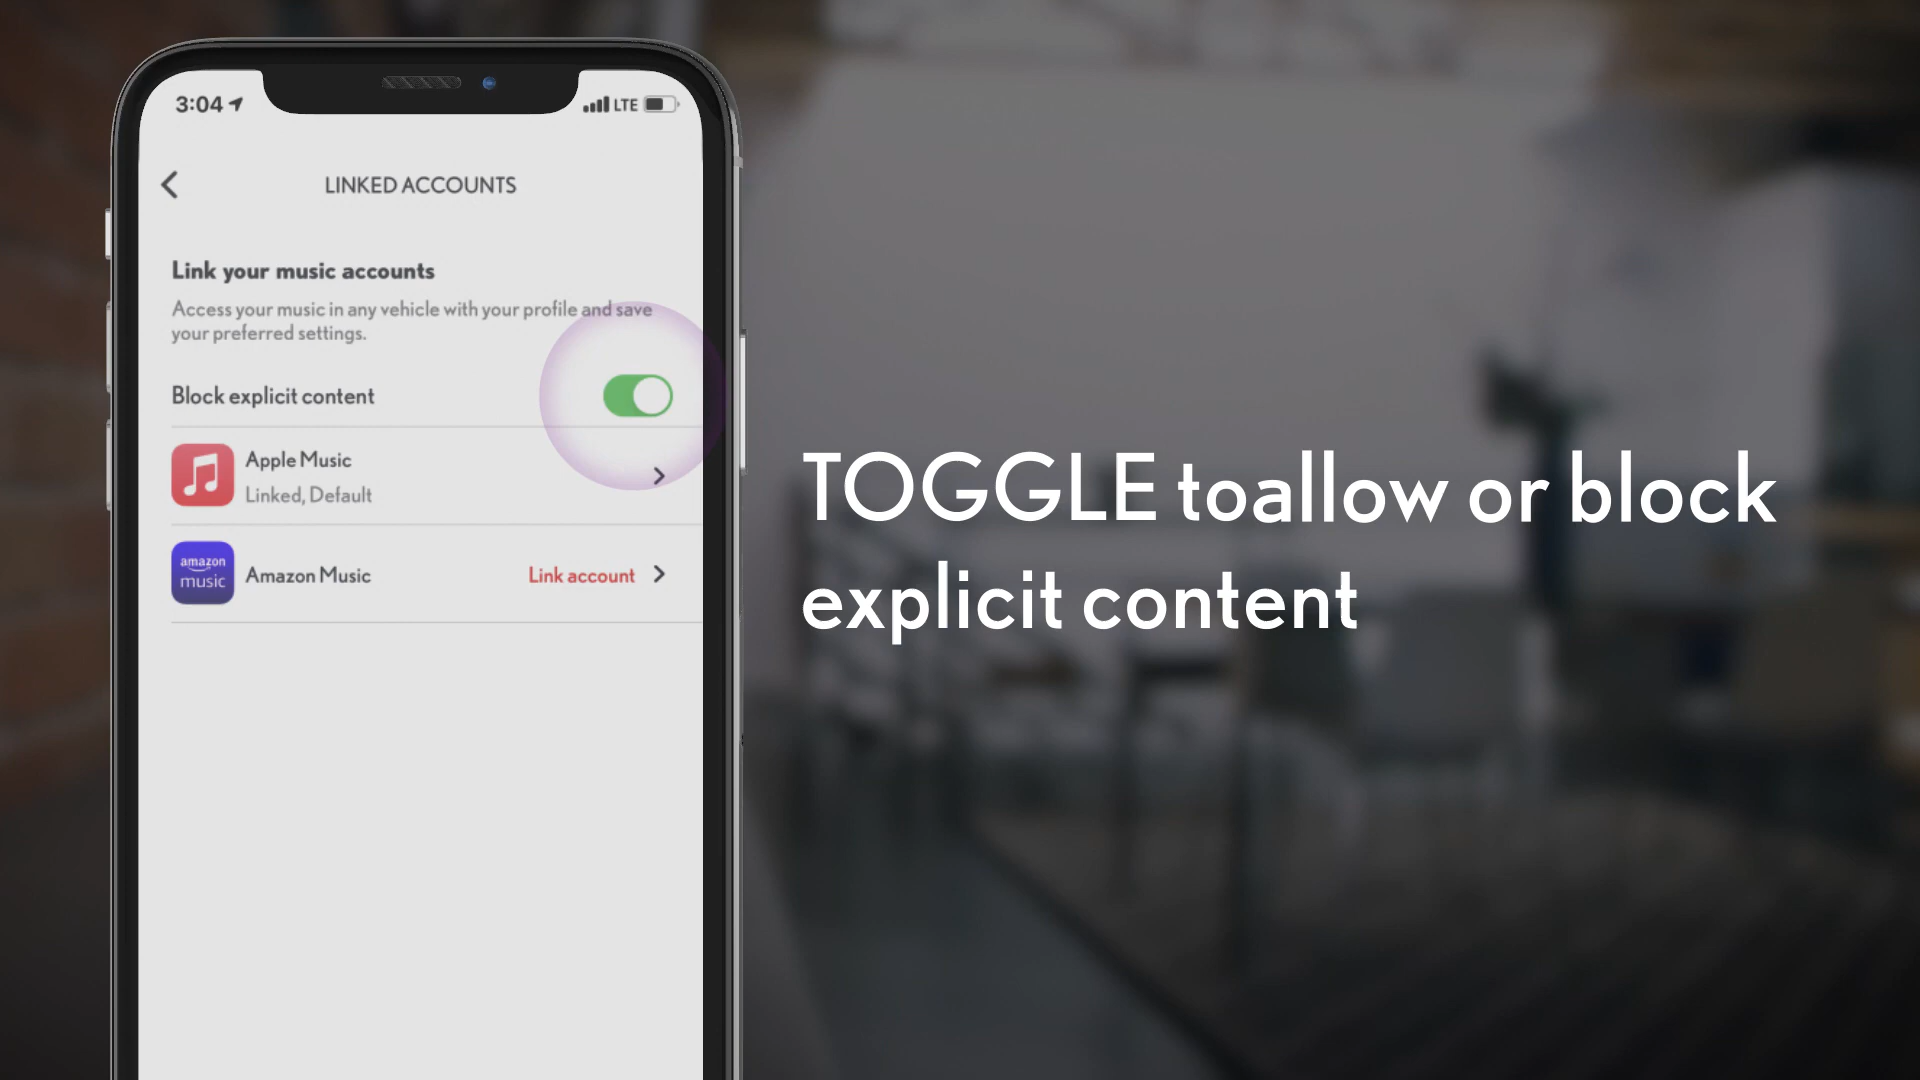 3:04
LTE
LINKED ACCOUNTS
Link your music accounts
Access your music in any vehicle with your profile and save
your preferred settings.
Block explicit content
Apple Music
Linked, Default
amazon
music
Amazon Music
Link account
TOGGLE toallow or block
explicit content